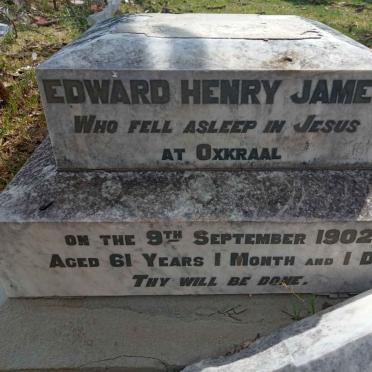 EDWARD HENRY JAME
WHO FELL ASLEEP IN JESUS
AT OXKRAAL
ON THE 9TH SEPTEMBER 1902
AGED 61 YEARS 1 MONTH AND 1 D
THY WILL BE DONE.